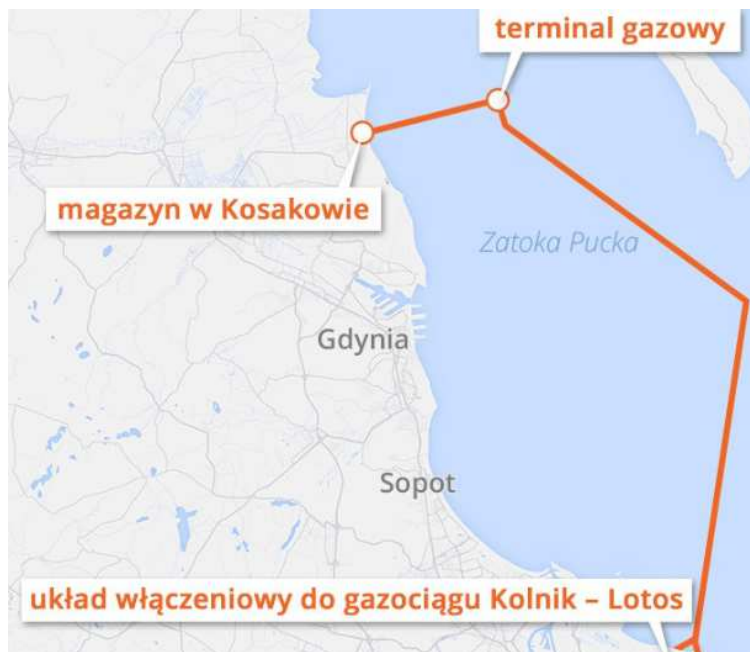 terminal gazowy
magazyn w Kosakowie
Zatoka Pucka
Gdynia
Sopot
układ włączeniowy do gazociągu Kolnik – Lotos